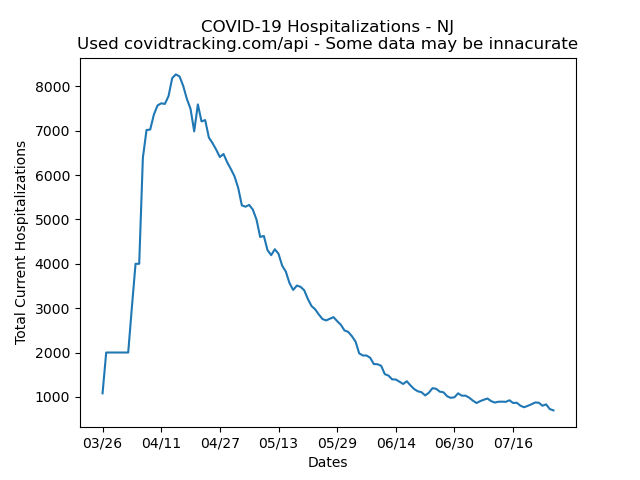 COVID-19 Hospitalizations - NJ
Used covidtracking.com/api - Some data may be innacurate
Total Current Hospitalizations
8000
7000
6000
5000
4000
3000
2000
1000
03/26 04/11 04/27 05/13 05/29 06/14 06/30 07/16
Dates